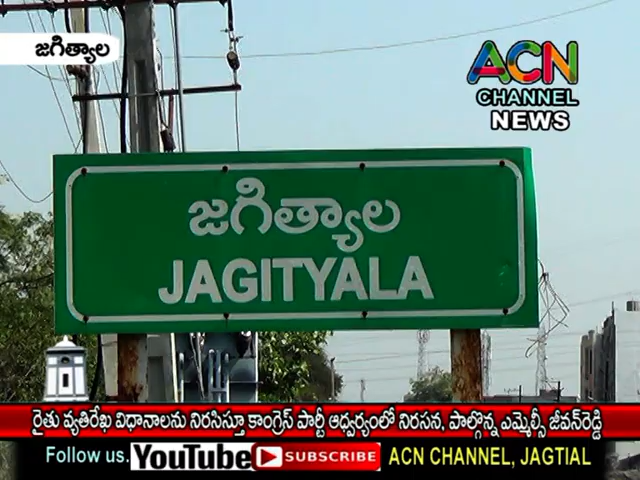 జగిత్యాల
ACN
CHANNEL
NEWS
జగిత్యాల
JAGITYALA
రైతు వ్యతిరేఖ విధానాలను నిరసిస్తూ కాంగ్రెస్ పార్టీ ఆధ్వర్యంలో నిరసన, పాల్గొన్న ఎమ్మెల్సీ జీవన్‌రెడ్డి
Follow us. YouTube SUBSCRIBE ACN CHANNEL, JAGTIAL